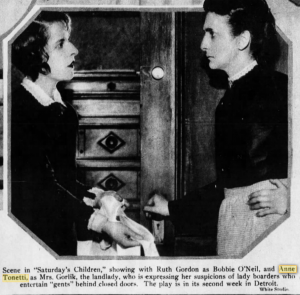 Scene in "Saturday's Children," showing with Ruth Gordon as Bobbie O'Neil, and Anne
Tonetti, as Mrs. Gorlik, the landlady, who is expressing her suspicions of lady boarders who
entertain "gents" behind closed doors. The play is in its second week in Detroit.
White Studio.